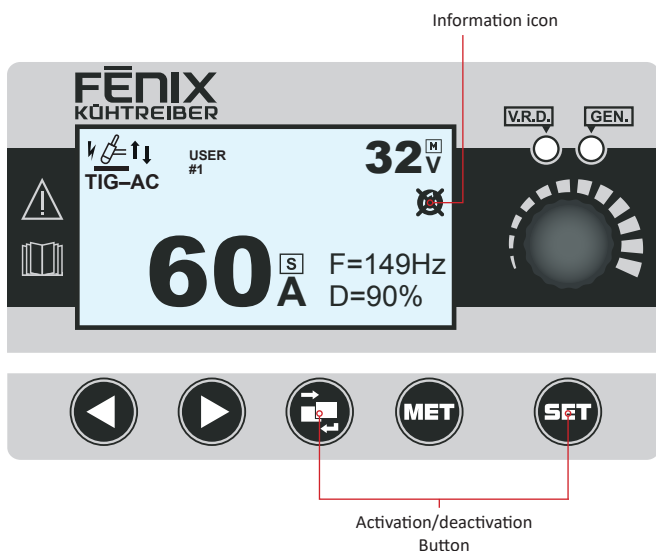 Information icon
FĒNIX
KÜHTREIBER
V.R.D.
GEN.
USER
#1
32 M
V
TIG–AC
60 S
A
F=149Hz
D=90%
MET
SET
Activation/deactivation
Button